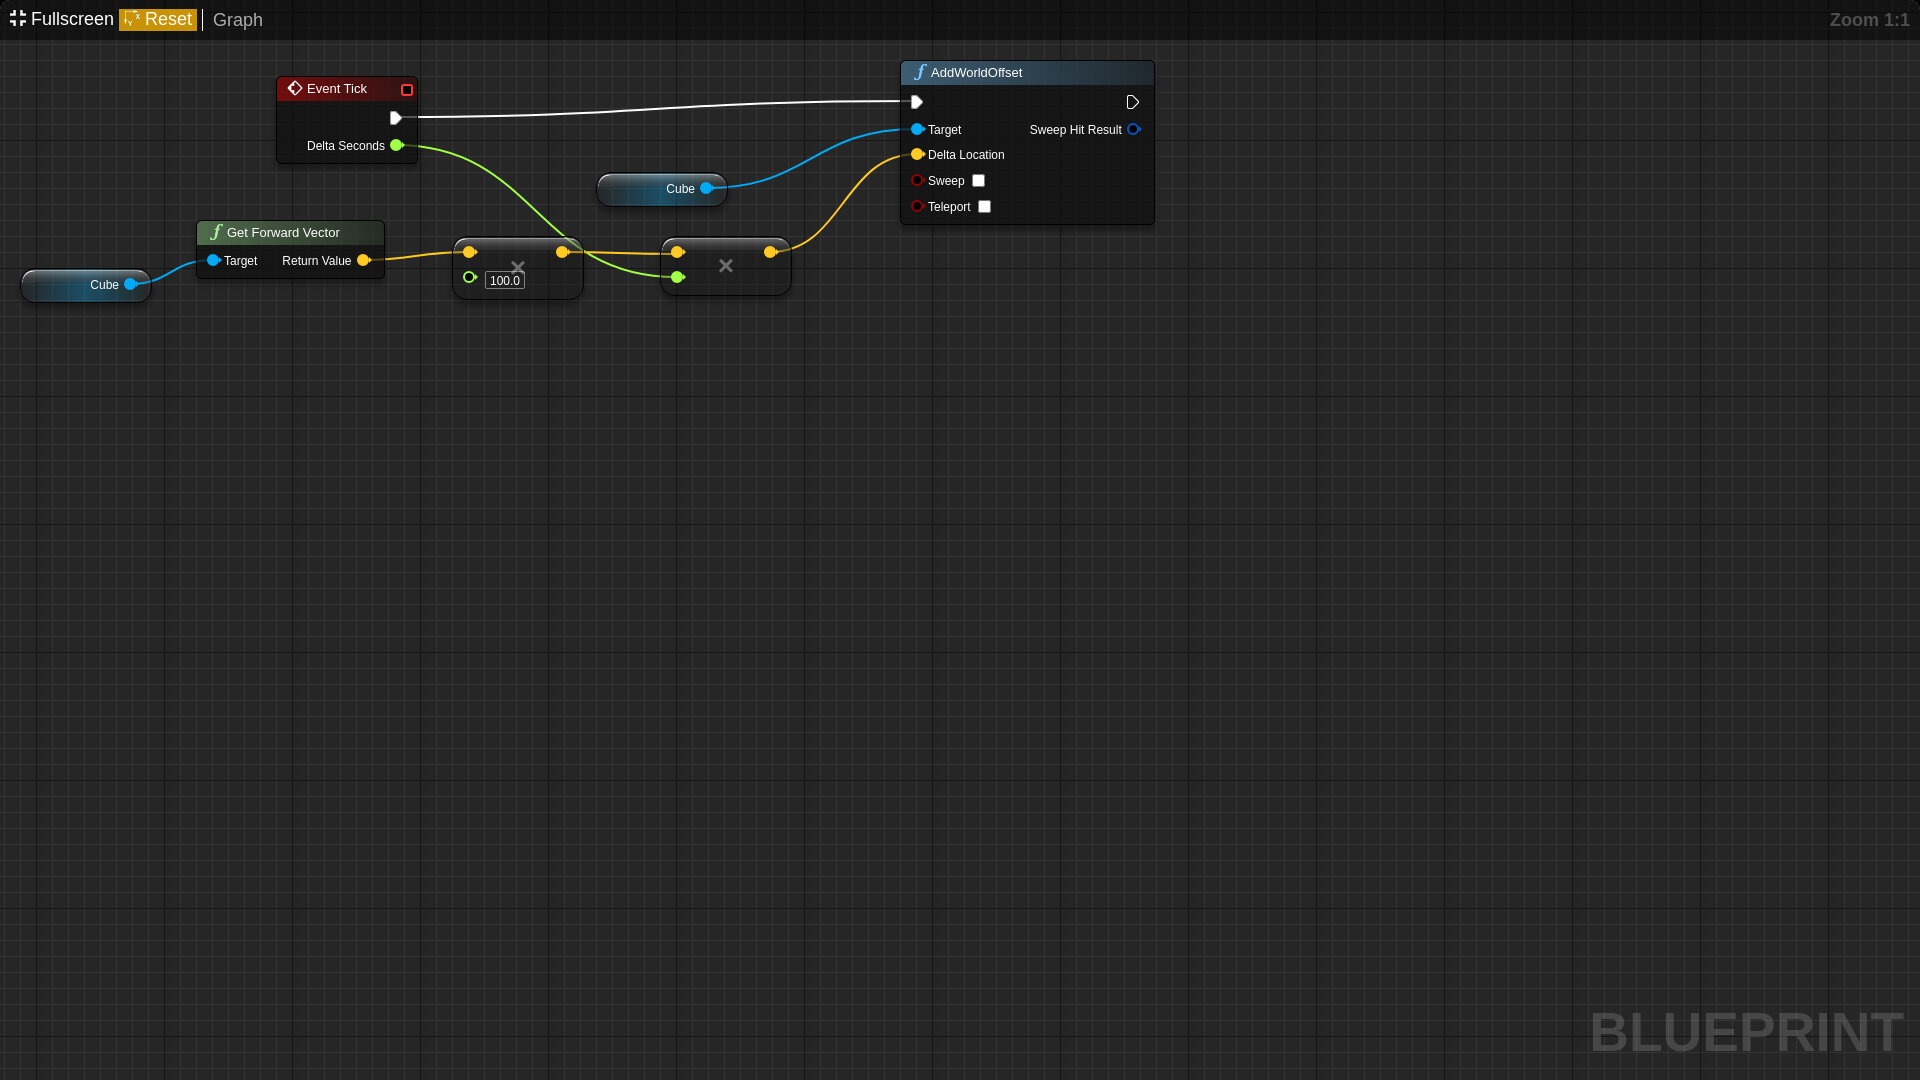 Fullscreen Reset Graph
Zoom 1:1
Event Tick
Delta Seconds
AddWorldOffset
Target Sweep Hit Result
Delta Location
Sweep
Teleport
Cube
Get Forward Vector
Target Return Value
Cube
100.0
BLUEPRINT